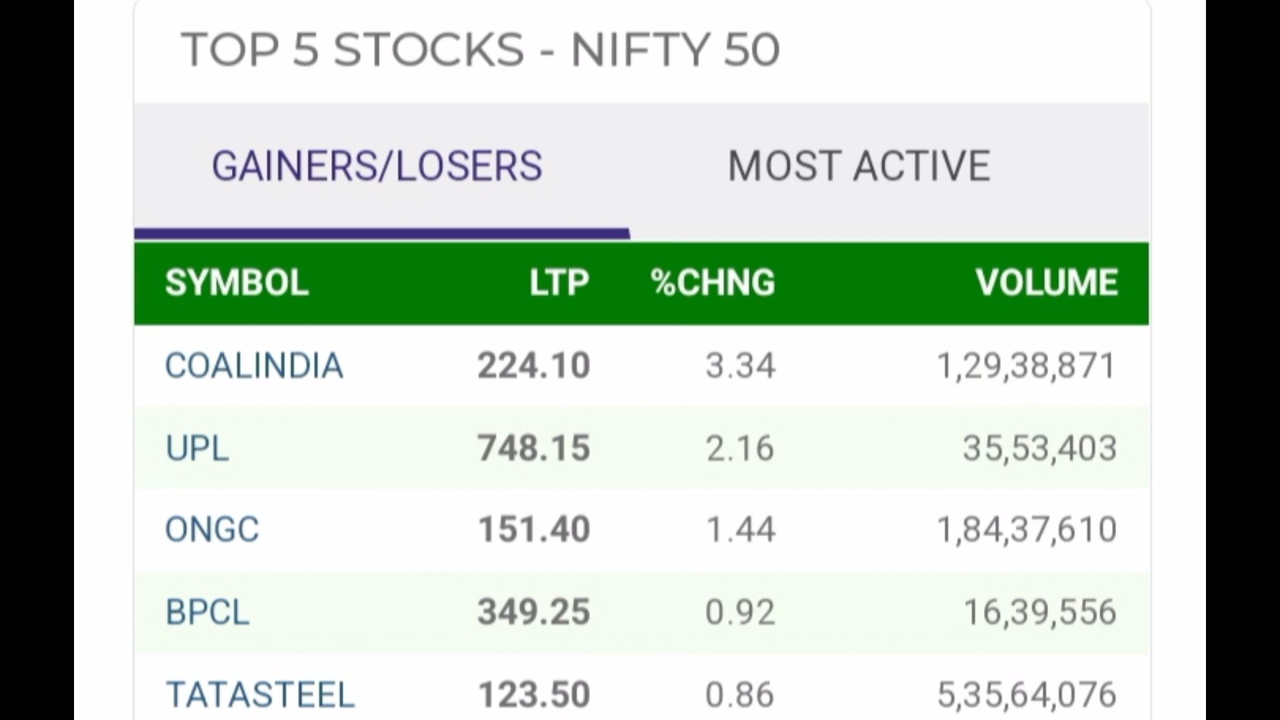 TOP 5 STOCKS - NIFTY 50
GAINERS/LOSERS MOST ACTIVE
SYMBOL LTP %CHNG VOLUME
COALINDIA 224.10 3.34 1,29,38,871
UPL 748.15 2.16 35,53,403
ONGC 151.40 1.44 1,84,37,610
BPCL 349.25 0.92 16,39,556
TATASTEEL 123.50 0.86 5,35,64,076